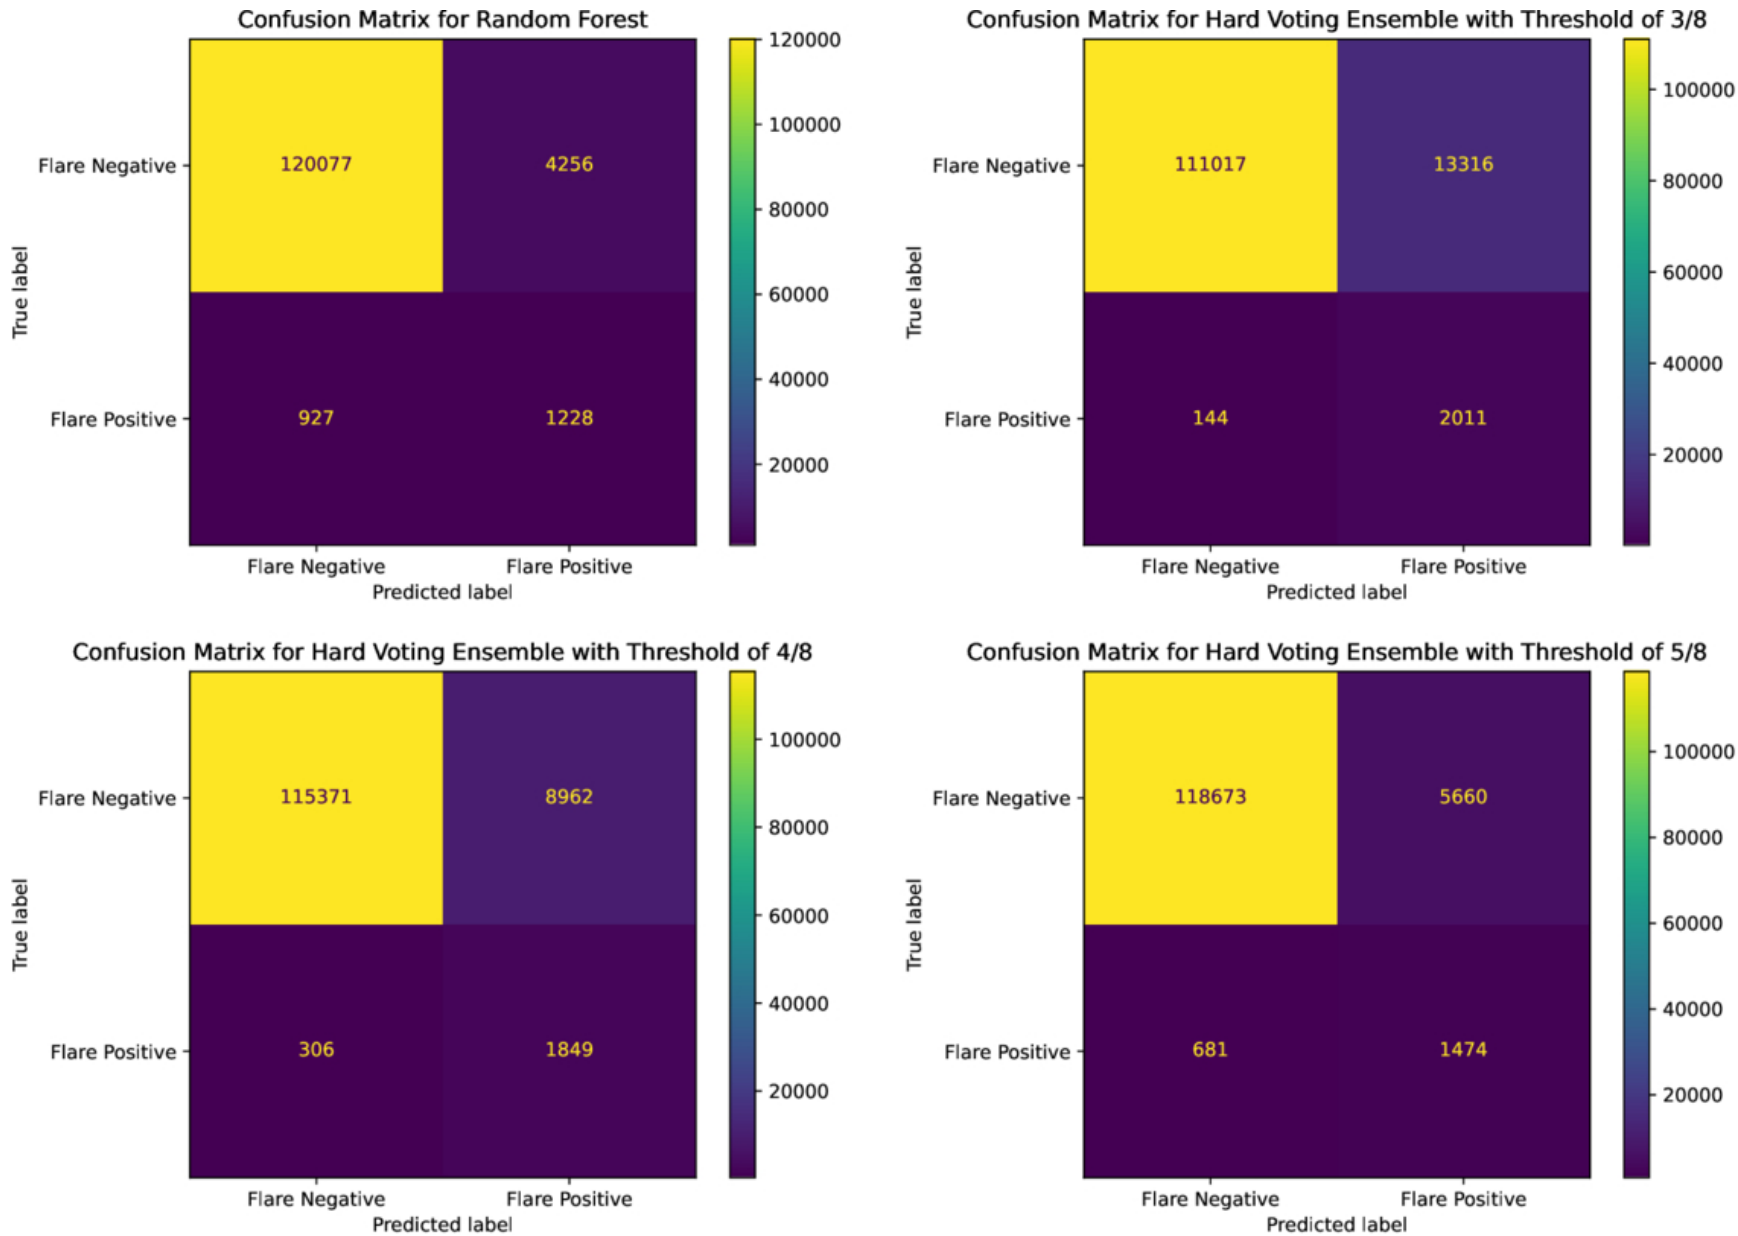 Confusion Matrix for Random Forest
120000
100000
80000
60000
40000
20000
Flare Negative
120077
4256
Flare Positive
927
1228
True label
Flare Negative
Flare Positive
Predicted label
Confusion Matrix for Hard Voting Ensemble with Threshold of 3/8
100000
80000
60000
40000
20000
Flare Negative
111017
13316
Flare Positive
144
2011
True label
Flare Negative
Flare Positive
Predicted label
Confusion Matrix for Hard Voting Ensemble with Threshold of 4/8
100000
80000
60000
40000
20000
Flare Negative
115371
8962
Flare Positive
306
1849
True label
Flare Negative
Flare Positive
Predicted label
Confusion Matrix for Hard Voting Ensemble with Threshold of 5/8
100000
80000
60000
40000
20000
Flare Negative
118673
5660
Flare Positive
681
1474
True label
Flare Negative
Flare Positive
Predicted label